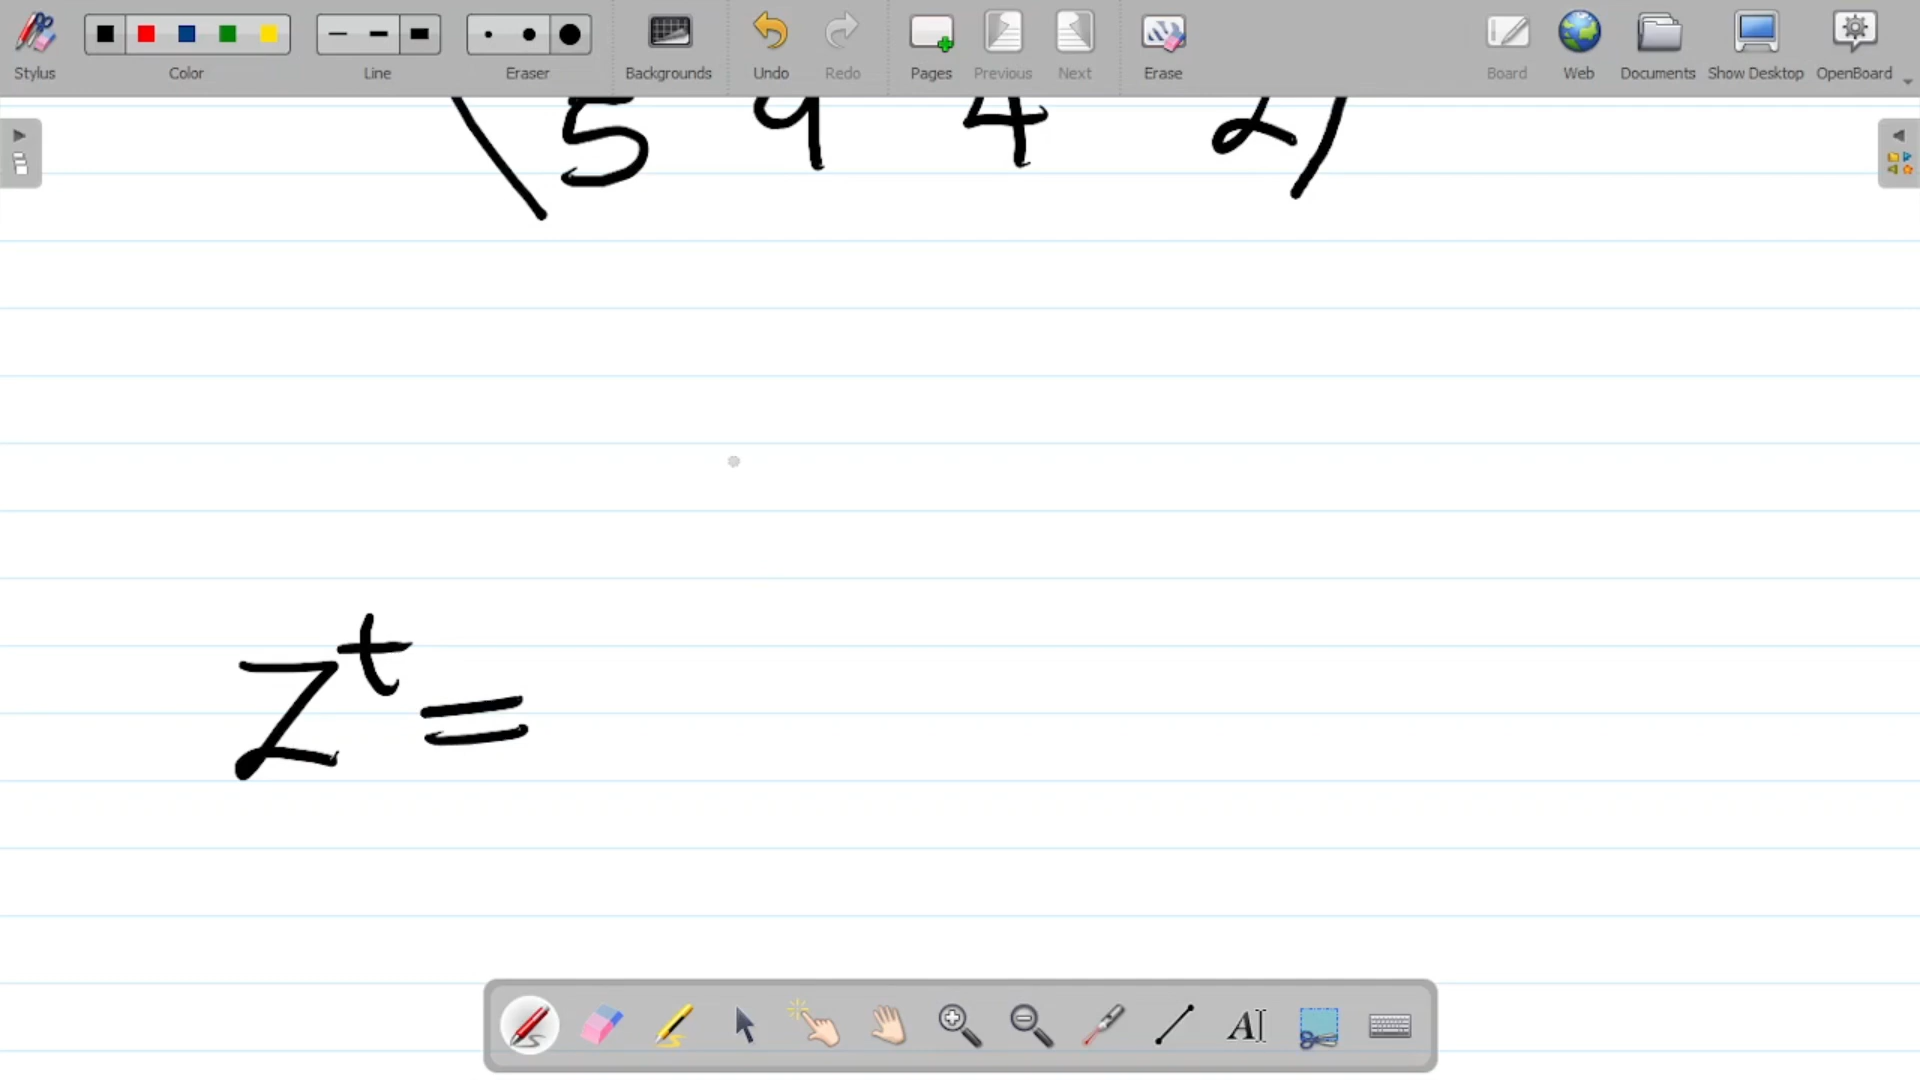 Stylus Color Line Eraser Backgrounds Undo Redo Pages Previous Next Erase Board Web Documents Show Desktop OpenBoard
5 9 4 2
Z^t =